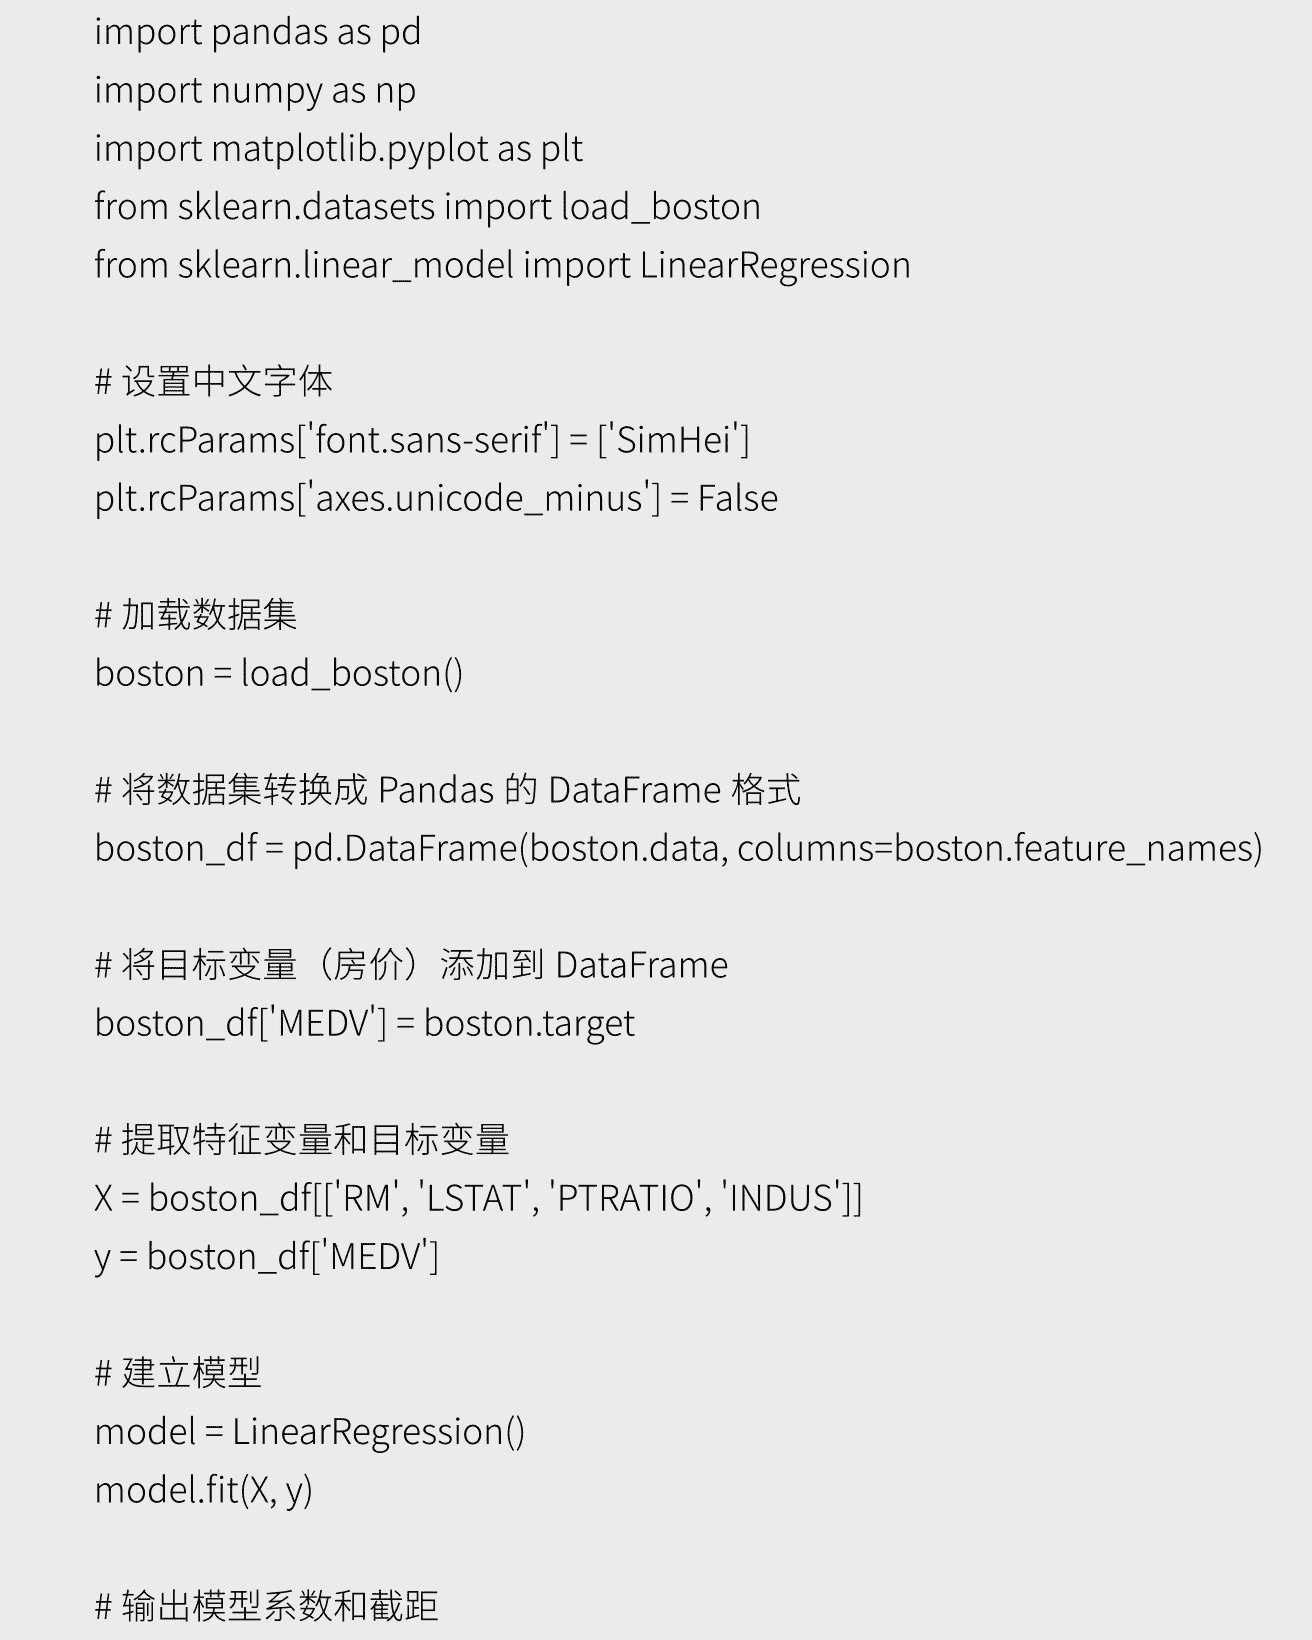 import pandas as pd
import numpy as np
import matplotlib.pyplot as plt
from sklearn.datasets import load_boston
from sklearn.linear_model import LinearRegression
# 设置中文字体
plt.rcParams['font.sans-serif'] = ['SimHei']
plt.rcParams['axes.unicode_minus'] = False
# 加载数据集
boston = load_boston()
# 将数据集转换成 Pandas 的 DataFrame 格式
boston_df = pd.DataFrame(boston.data, columns=boston.feature_names)
# 将目标变量（房价）添加到 DataFrame
boston_df['MEDV'] = boston.target
# 提取特征变量和目标变量
X = boston_df[['RM', 'LSTAT', 'PTRATIO', 'INDUS']]
y = boston_df['MEDV']
# 建立模型
model = LinearRegression()
model.fit(X, y)
# 输出模型系数和截距